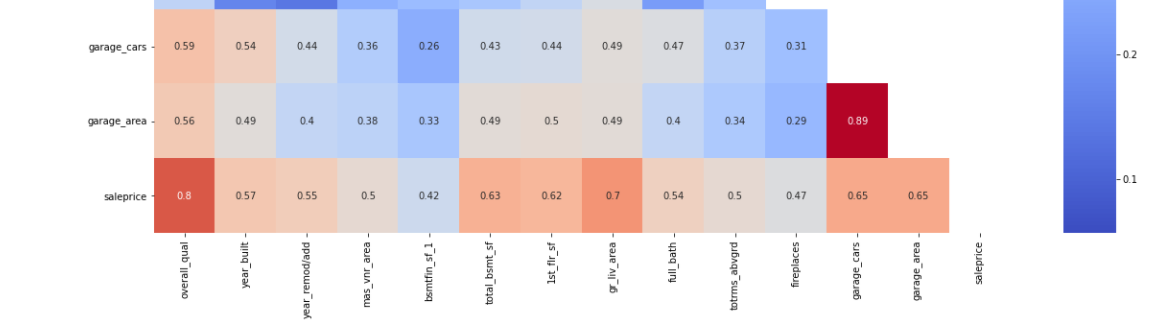 garage_cars 0.59 0.54 0.44 0.36 0.26 0.43 0.44 0.49 0.47 0.37 0.31
0.2
garage_area 0.56 0.49 0.4 0.38 0.33 0.49 0.5 0.49 0.4 0.34 0.29 0.89
0.1
saleprice 0.8 0.57 0.55 0.5 0.42 0.63 0.62 0.7 0.54 0.5 0.47 0.65 0.65
overall_qual
year_built
year_remod/add
mas_vnr_area
bsmtfin_sf_1
total_bsmt_sf
1st_flr_sf
gr_liv_area
full_bath
totrms_abvgrd
fireplaces
garage_cars
garage_area
saleprice